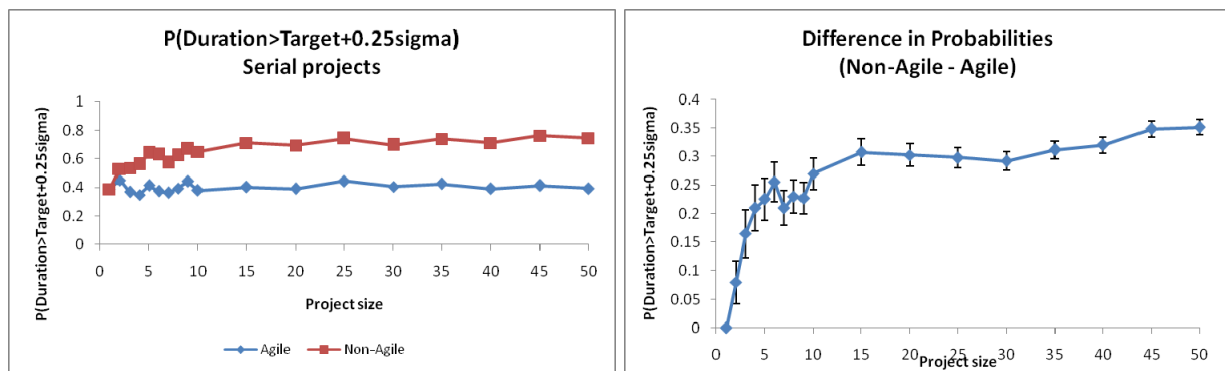 P(Duration>Target+0.25sigma)
Serial projects
P(Duration>Target+0.25sigma)
1
0.8
0.6
0.4
0.2
0
0 5 10 15 20 25 30 35 40 45 50
Project size
Agile Non-Agile
Difference in Probabilities
(Non-Agile - Agile)
P(Duration>Target+0.25sigma)
0.4
0.35
0.3
0.25
0.2
0.15
0.1
0.05
0
0 5 10 15 20 25 30 35 40 45 50
Project size